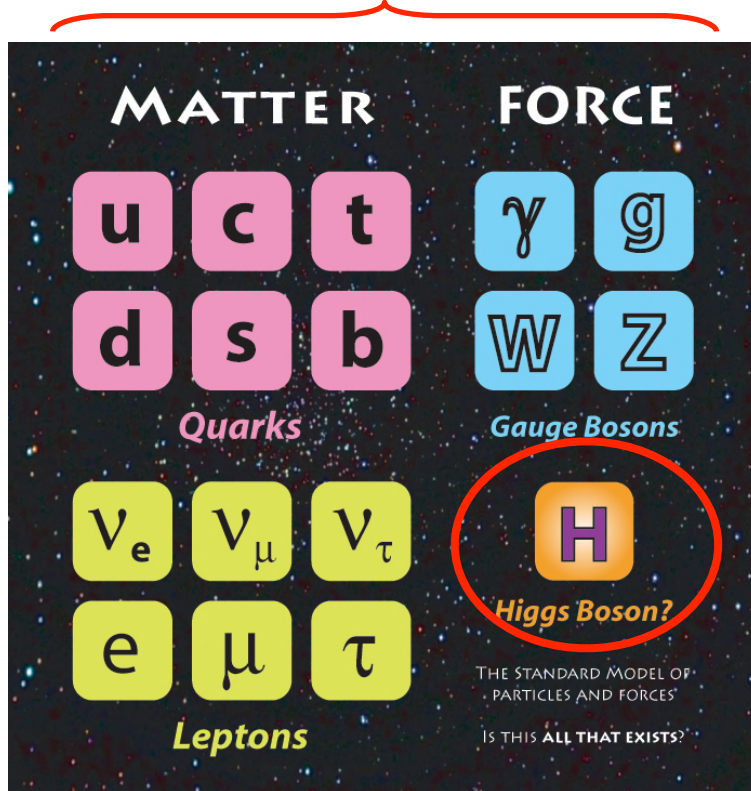 MATTER
FORCE
u c t
γ g
d s b
W Z
Quarks
Gauge Bosons
νe νμ ντ
H
Higgs Boson?
e μ τ
THE STANDARD MODEL OF
PARTICLES AND FORCES
Leptons
IS THIS ALL THAT EXISTS?